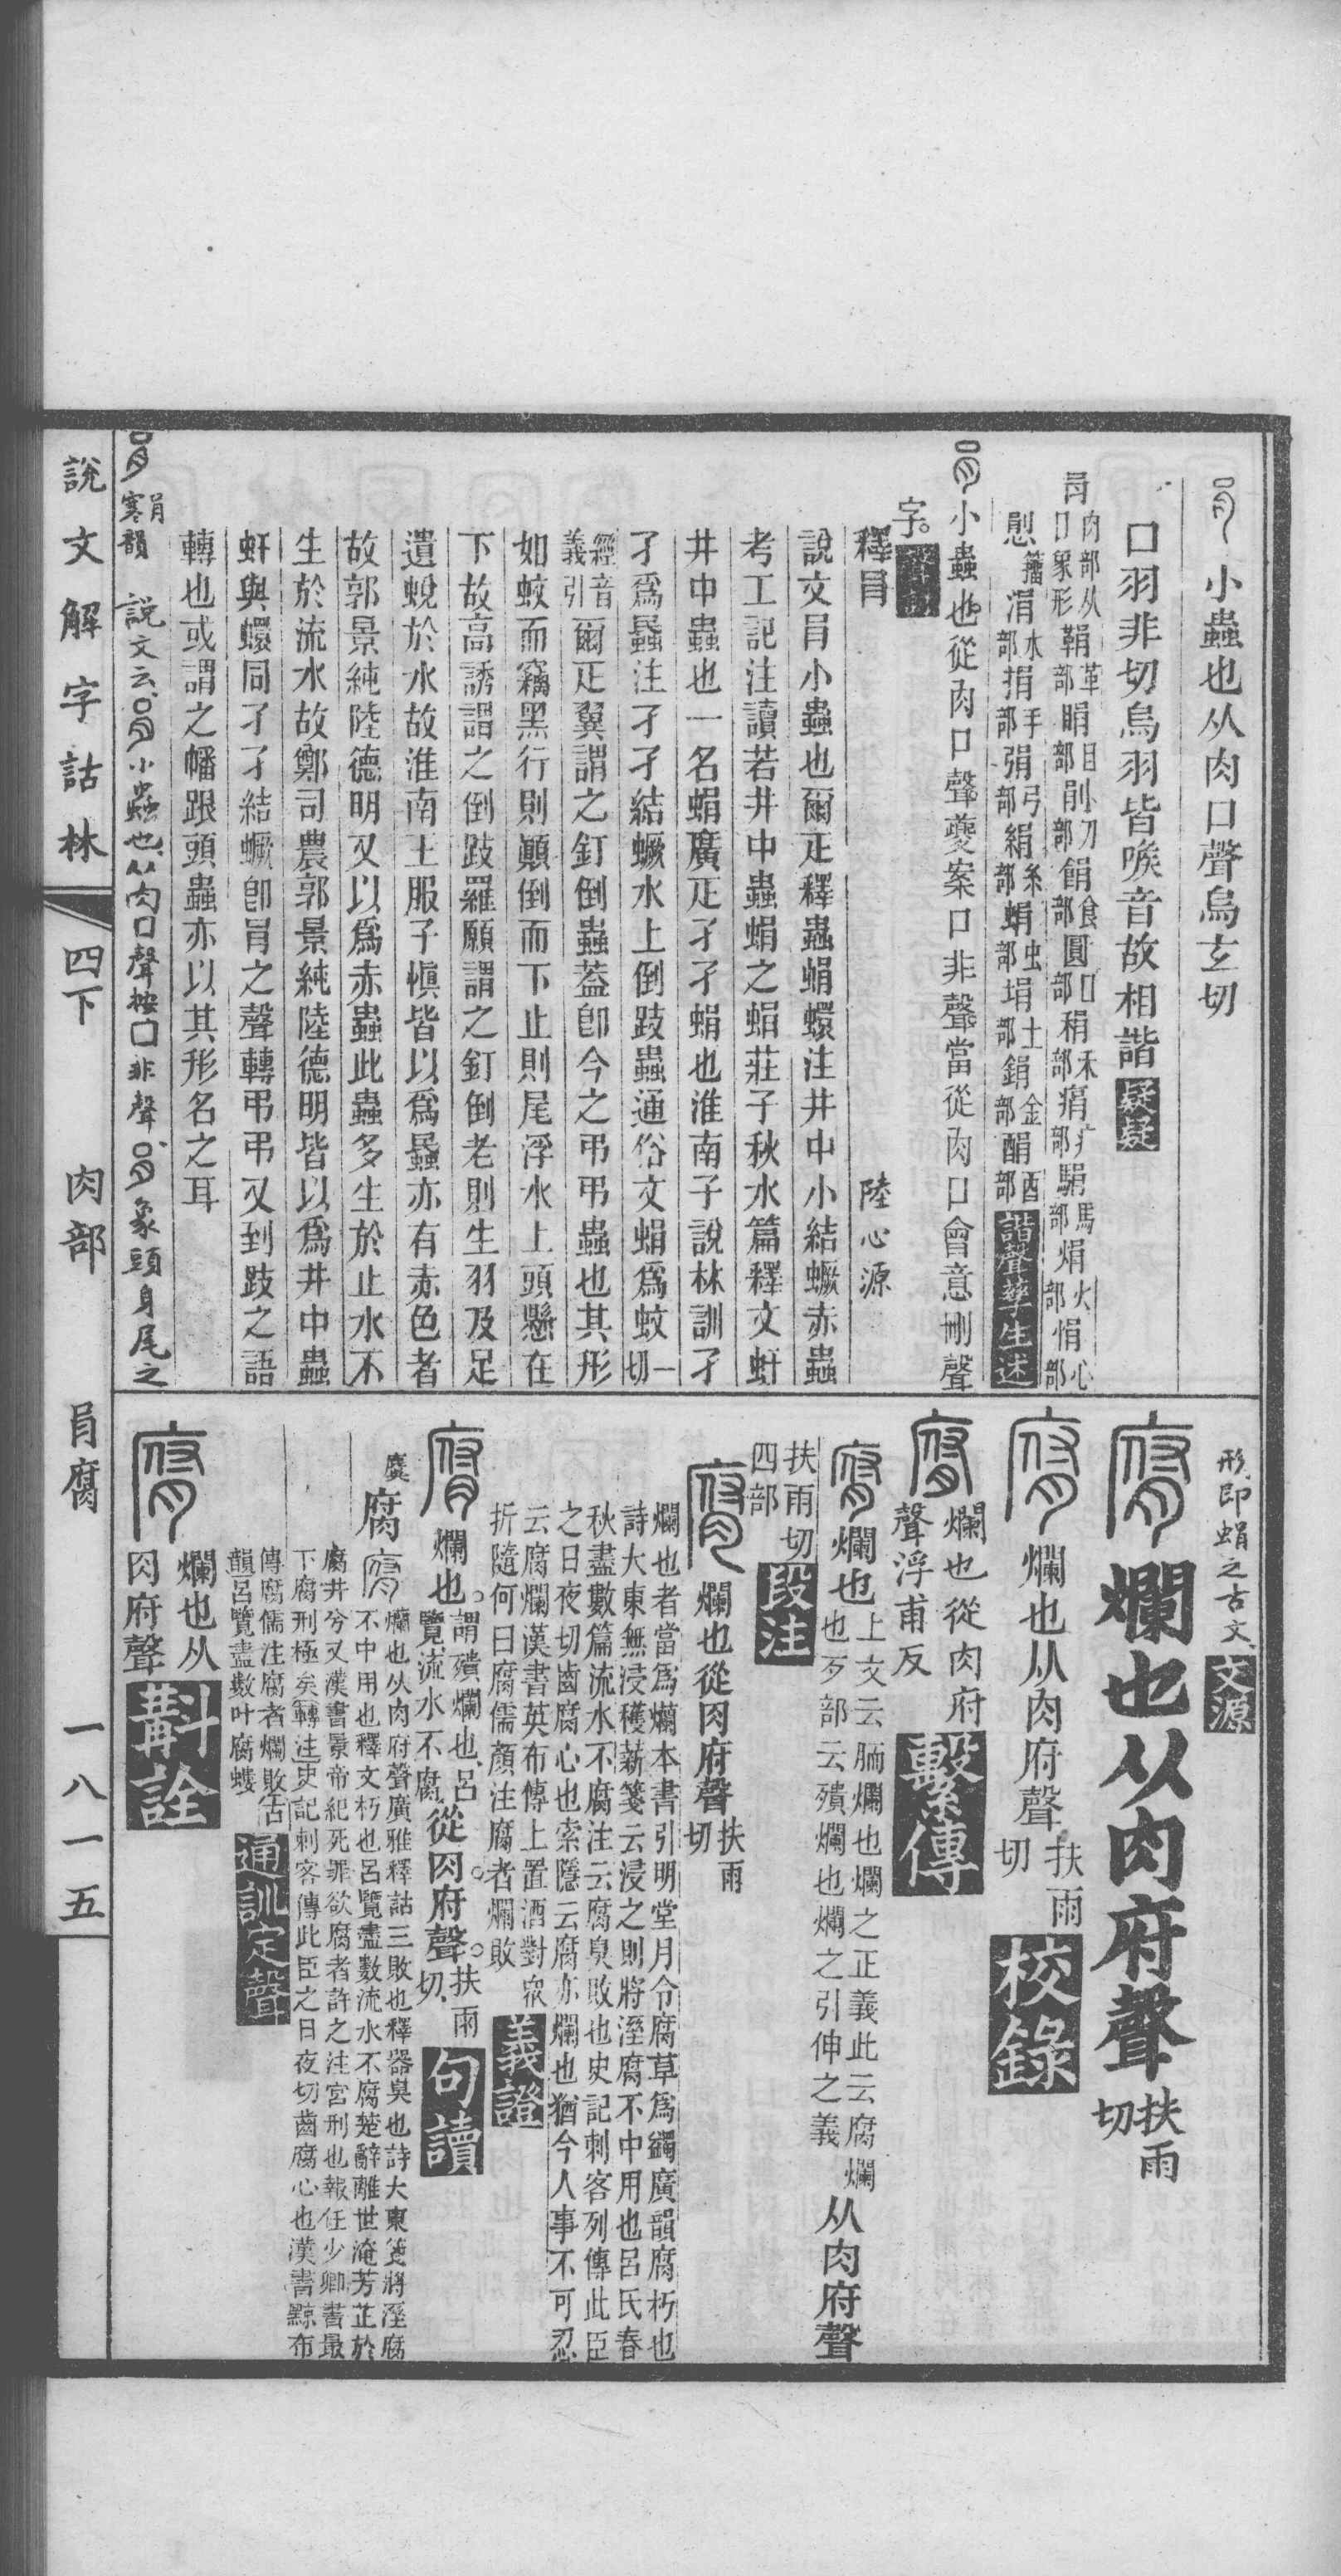 小蟲也从肉口聲烏玄切
口羽非切烏羽皆喉音故相諧疑疑
肙肉部从口象形鞙革部睊目部剈刀部餇食部圓口部稍禾部痟疒部駽馬部焆火部悁心部
𢝊籒涓水部捐手部弲弓部絹糸部蜎虫部埍土部鋗金部酳酉部諧聲孳生述
小蟲也從肉口聲夔案口非聲當從肉口會意刪聲
字。
釋肙　陸心源
說文肙小蟲也爾疋釋蟲蜎蠉注井中小結蟩赤蟲
考工記注讀若井中蟲蜎之蜎莊子秋水篇釋文虷
井中蟲也一名蜎廣疋孑孑蜎也淮南子說林訓孑
孑爲蟁注孑孑結蟩水上倒跂蟲通俗文蜎爲蚊一切
經音義引爾疋翼謂之釘倒蟲蓋卽今之弔弔蟲也其形
如蚊而竊黑行則顚倒而下止則尾浮水上頭懸在
下故高誘謂之倒跂羅願謂之釘倒老則生羽及足
遺蛻於水故淮南王服子愼皆以爲蟁亦有赤色者
故郭景純陸德明又以爲赤蟲此蟲多生於止水不
生於流水故鄭司農郭景純陸德明皆以爲井中蟲
虷與蠉同孑孑結蟩卽肙之聲轉弔弔又到跂之語
轉也或謂之幡跟頭蟲亦以其形名之耳
肙寒韻　說文云肙小蟲也从肉口聲按口非聲肙象頭身尾之
形卽蜎之古文文源
爛也从肉府聲扶雨切
爛也从肉府聲扶雨切校錄
爛也從肉府聲浮甫反繫傳
爛也上文云胹爛也爛之正義此云腐爛也歹部云殨爛也爛之引伸之義从肉府聲
扶雨切四部段注
爛也從肉府聲扶雨切
爛也者當爲爤本書引明堂月令腐草爲蠲廣韻腐朽也
詩大東無浸穫薪箋云浸之則將溼腐不中用也呂氏春
秋盡數篇流水不腐注云腐臭敗也史記刺客列傳此臣
之日夜切齒腐心也索隱云腐亦爛也猶今人事不可忍
云腐爛漢書英布傳上置酒對眾
折隨何曰腐儒顏注腐者爛敗義證
爛也。謂殨爛也、呂覽、流水不腐、從肉府聲。扶雨切、句讀
腐爛也从肉府聲廣雅釋詁三敗也釋器臭也詩大東箋將溼腐
不中用也釋文朽也呂覽盡數流水不腐楚辭離世淹芳芷於
腐井兮又漢書景帝紀死罪欲腐者許之注宮刑也報任少卿書最
下腐刑極矣轉注史記刺客傳此臣之日夜切齒腐心也漢書黥布
傳腐儒注腐者爛敗古
韻呂覽盡數叶腐螻通訓定聲
爛也从肉府聲斠詮
說文解字詁林　四下　肉部　肙腐　一八一五